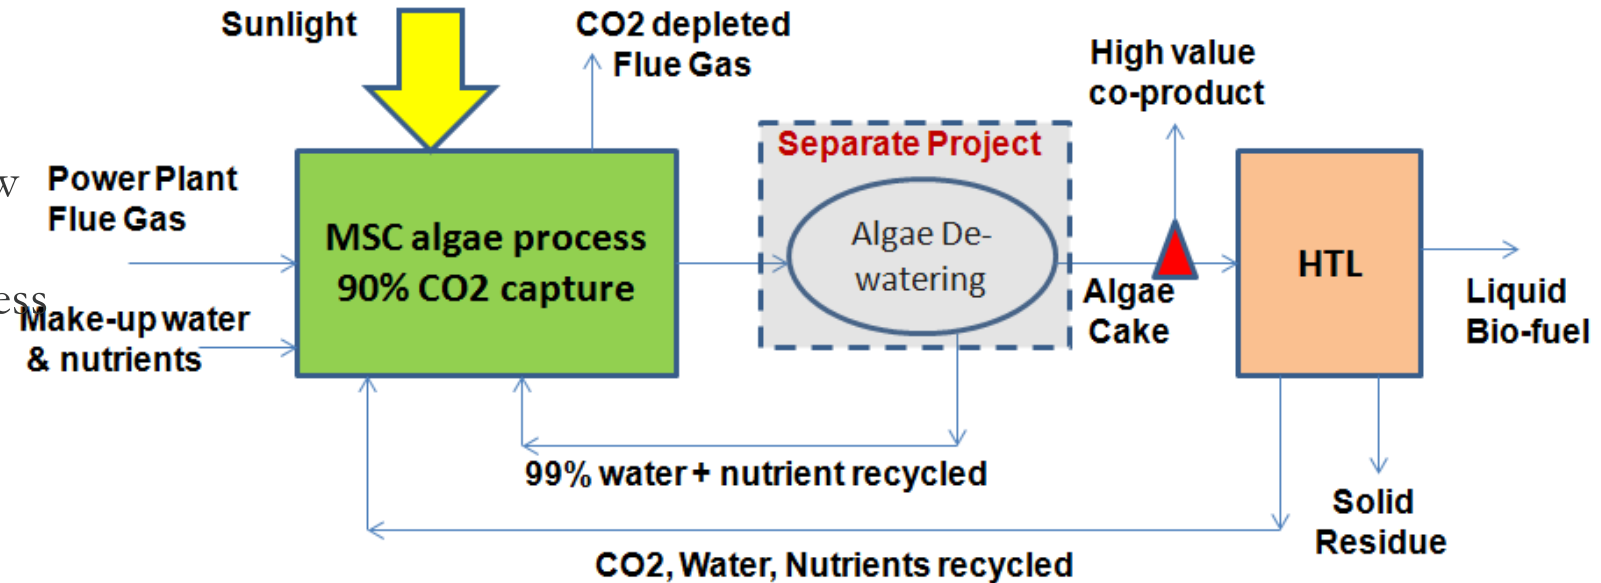 Sunlight
CO2 depleted
Flue Gas
High value
co-product
Separate Project
w
Power Plant
Flue Gas
MSC algae process
90% CO2 capture
Algae De-
watering
HTL
ess
Make-up water
& nutrients
Algae
Cake
Liquid
Bio-fuel
99% water + nutrient recycled
Solid
Residue
CO2, Water, Nutrients recycled